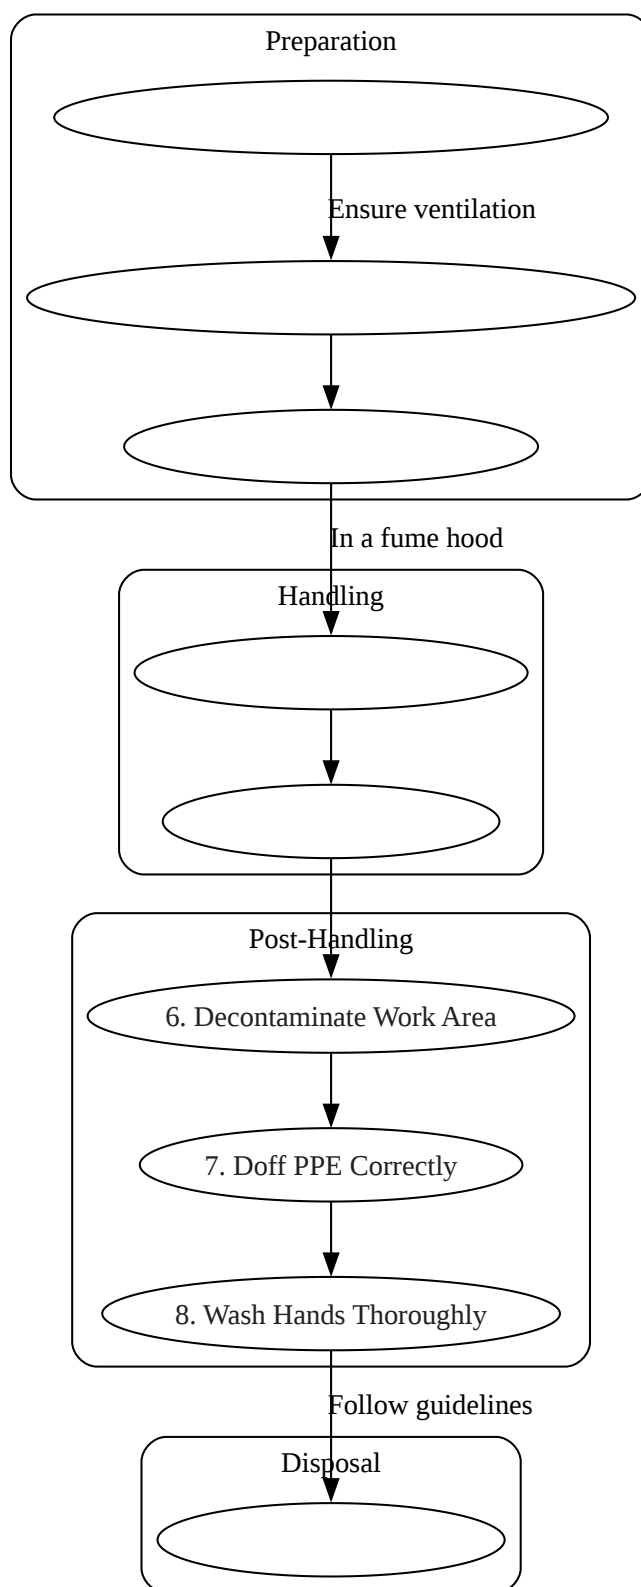 Preparation
Ensure ventilation
In a fume hood
Handling
Post-Handling
6. Decontaminate Work Area
7. Doff PPE Correctly
8. Wash Hands Thoroughly
Follow guidelines
Disposal